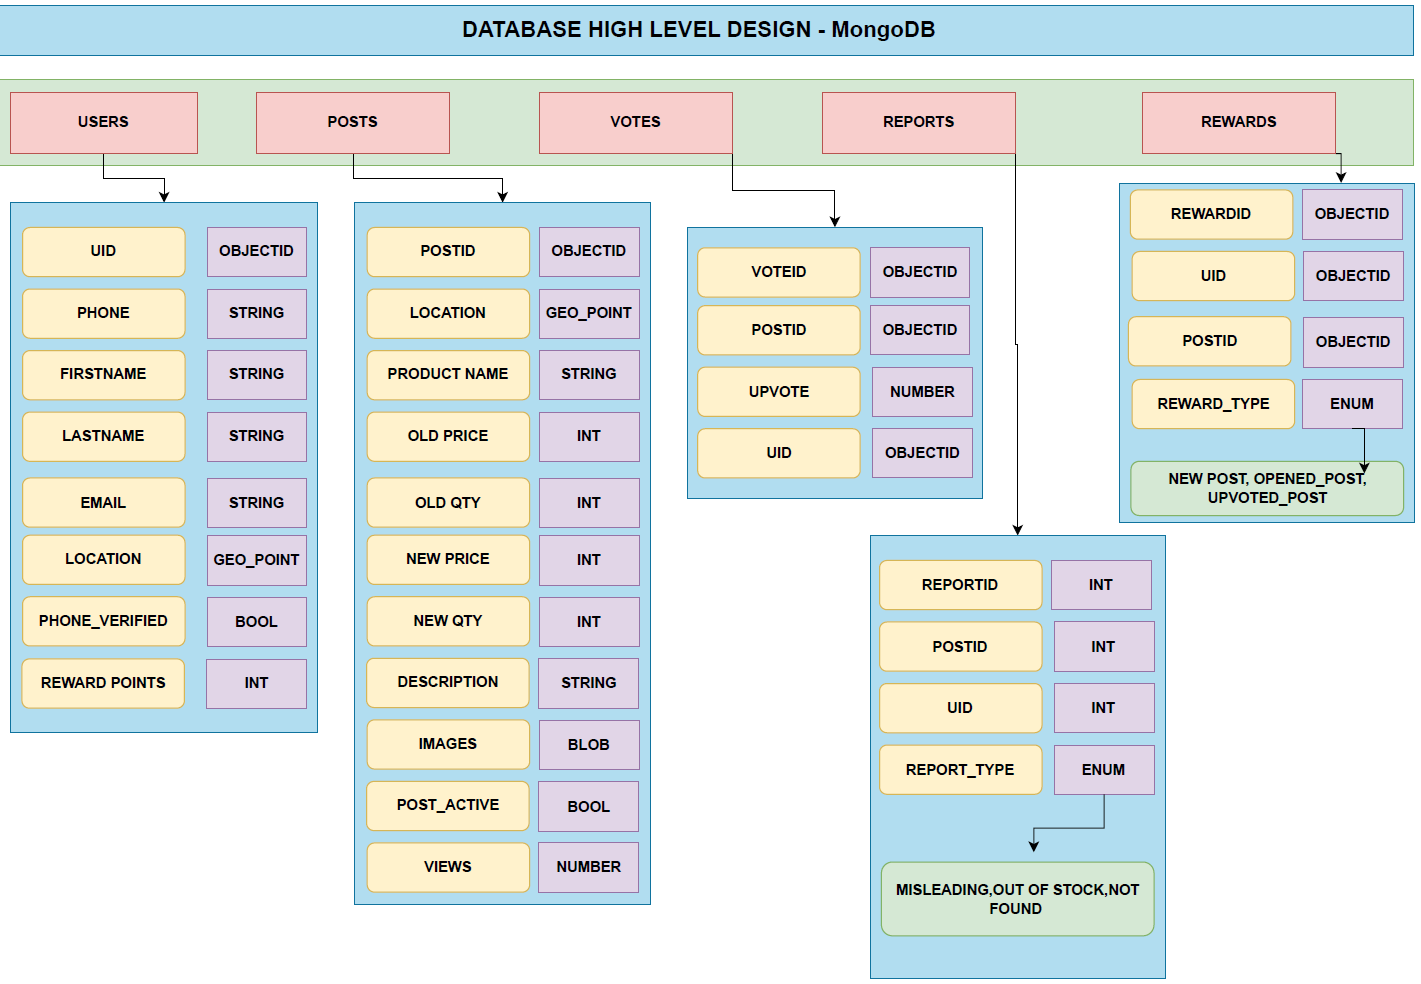 DATABASE HIGH LEVEL DESIGN - MongoDB
USERS
POSTS
VOTES
REPORTS
REWARDS
UID
OBJECTID
PHONE
STRING
FIRSTNAME
STRING
LASTNAME
STRING
EMAIL
STRING
LOCATION
GEO_POINT
PHONE_VERIFIED
BOOL
REWARD POINTS
INT
POSTID
OBJECTID
LOCATION
GEO_POINT
PRODUCT NAME
STRING
OLD PRICE
INT
OLD QTY
INT
NEW PRICE
INT
NEW QTY
INT
DESCRIPTION
STRING
IMAGES
BLOB
POST_ACTIVE
BOOL
VIEWS
NUMBER
VOTEID
OBJECTID
POSTID
OBJECTID
UPVOTE
NUMBER
UID
OBJECTID
REPORTID
INT
POSTID
INT
UID
INT
REPORT_TYPE
ENUM
MISLEADING,OUT OF STOCK,NOT
FOUND
REWARDID
OBJECTID
UID
OBJECTID
POSTID
OBJECTID
REWARD_TYPE
ENUM
NEW POST, OPENED_POST,
UPVOTED_POST